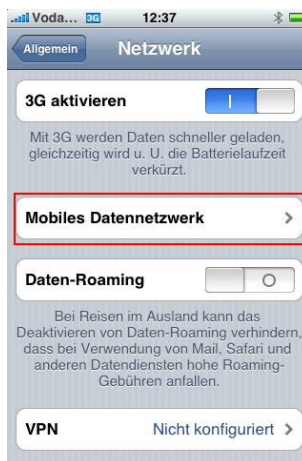 Voda... 3G 12:37
Allgemein Netzwerk
3G aktivieren
Mit 3G werden Daten schneller geladen,
gleichzeitig wird u. U. die Batterielaufzeit
verkürzt.
Mobiles Datennetzwerk
Daten-Roaming
Bei Reisen im Ausland kann das
Deaktivieren von Daten-Roaming verhindern,
dass bei Verwendung von Mail, Safari und
anderen Datendiensten hohe Roaming-
Gebühren anfallen.
VPN Nicht konfiguriert